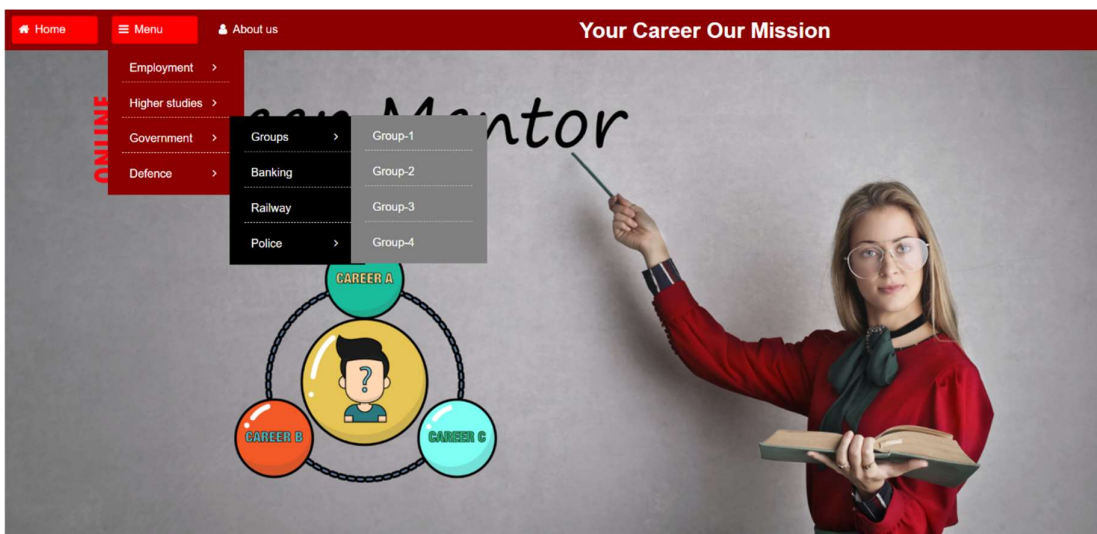 Home
Menu
About us
Your Career Our Mission
Employment
Higher studies
Government
Defence
Groups
Banking
Railway
Police
Group-1
Group-2
Group-3
Group-4
ONLINE
CAREER A
CAREER B
CAREER C